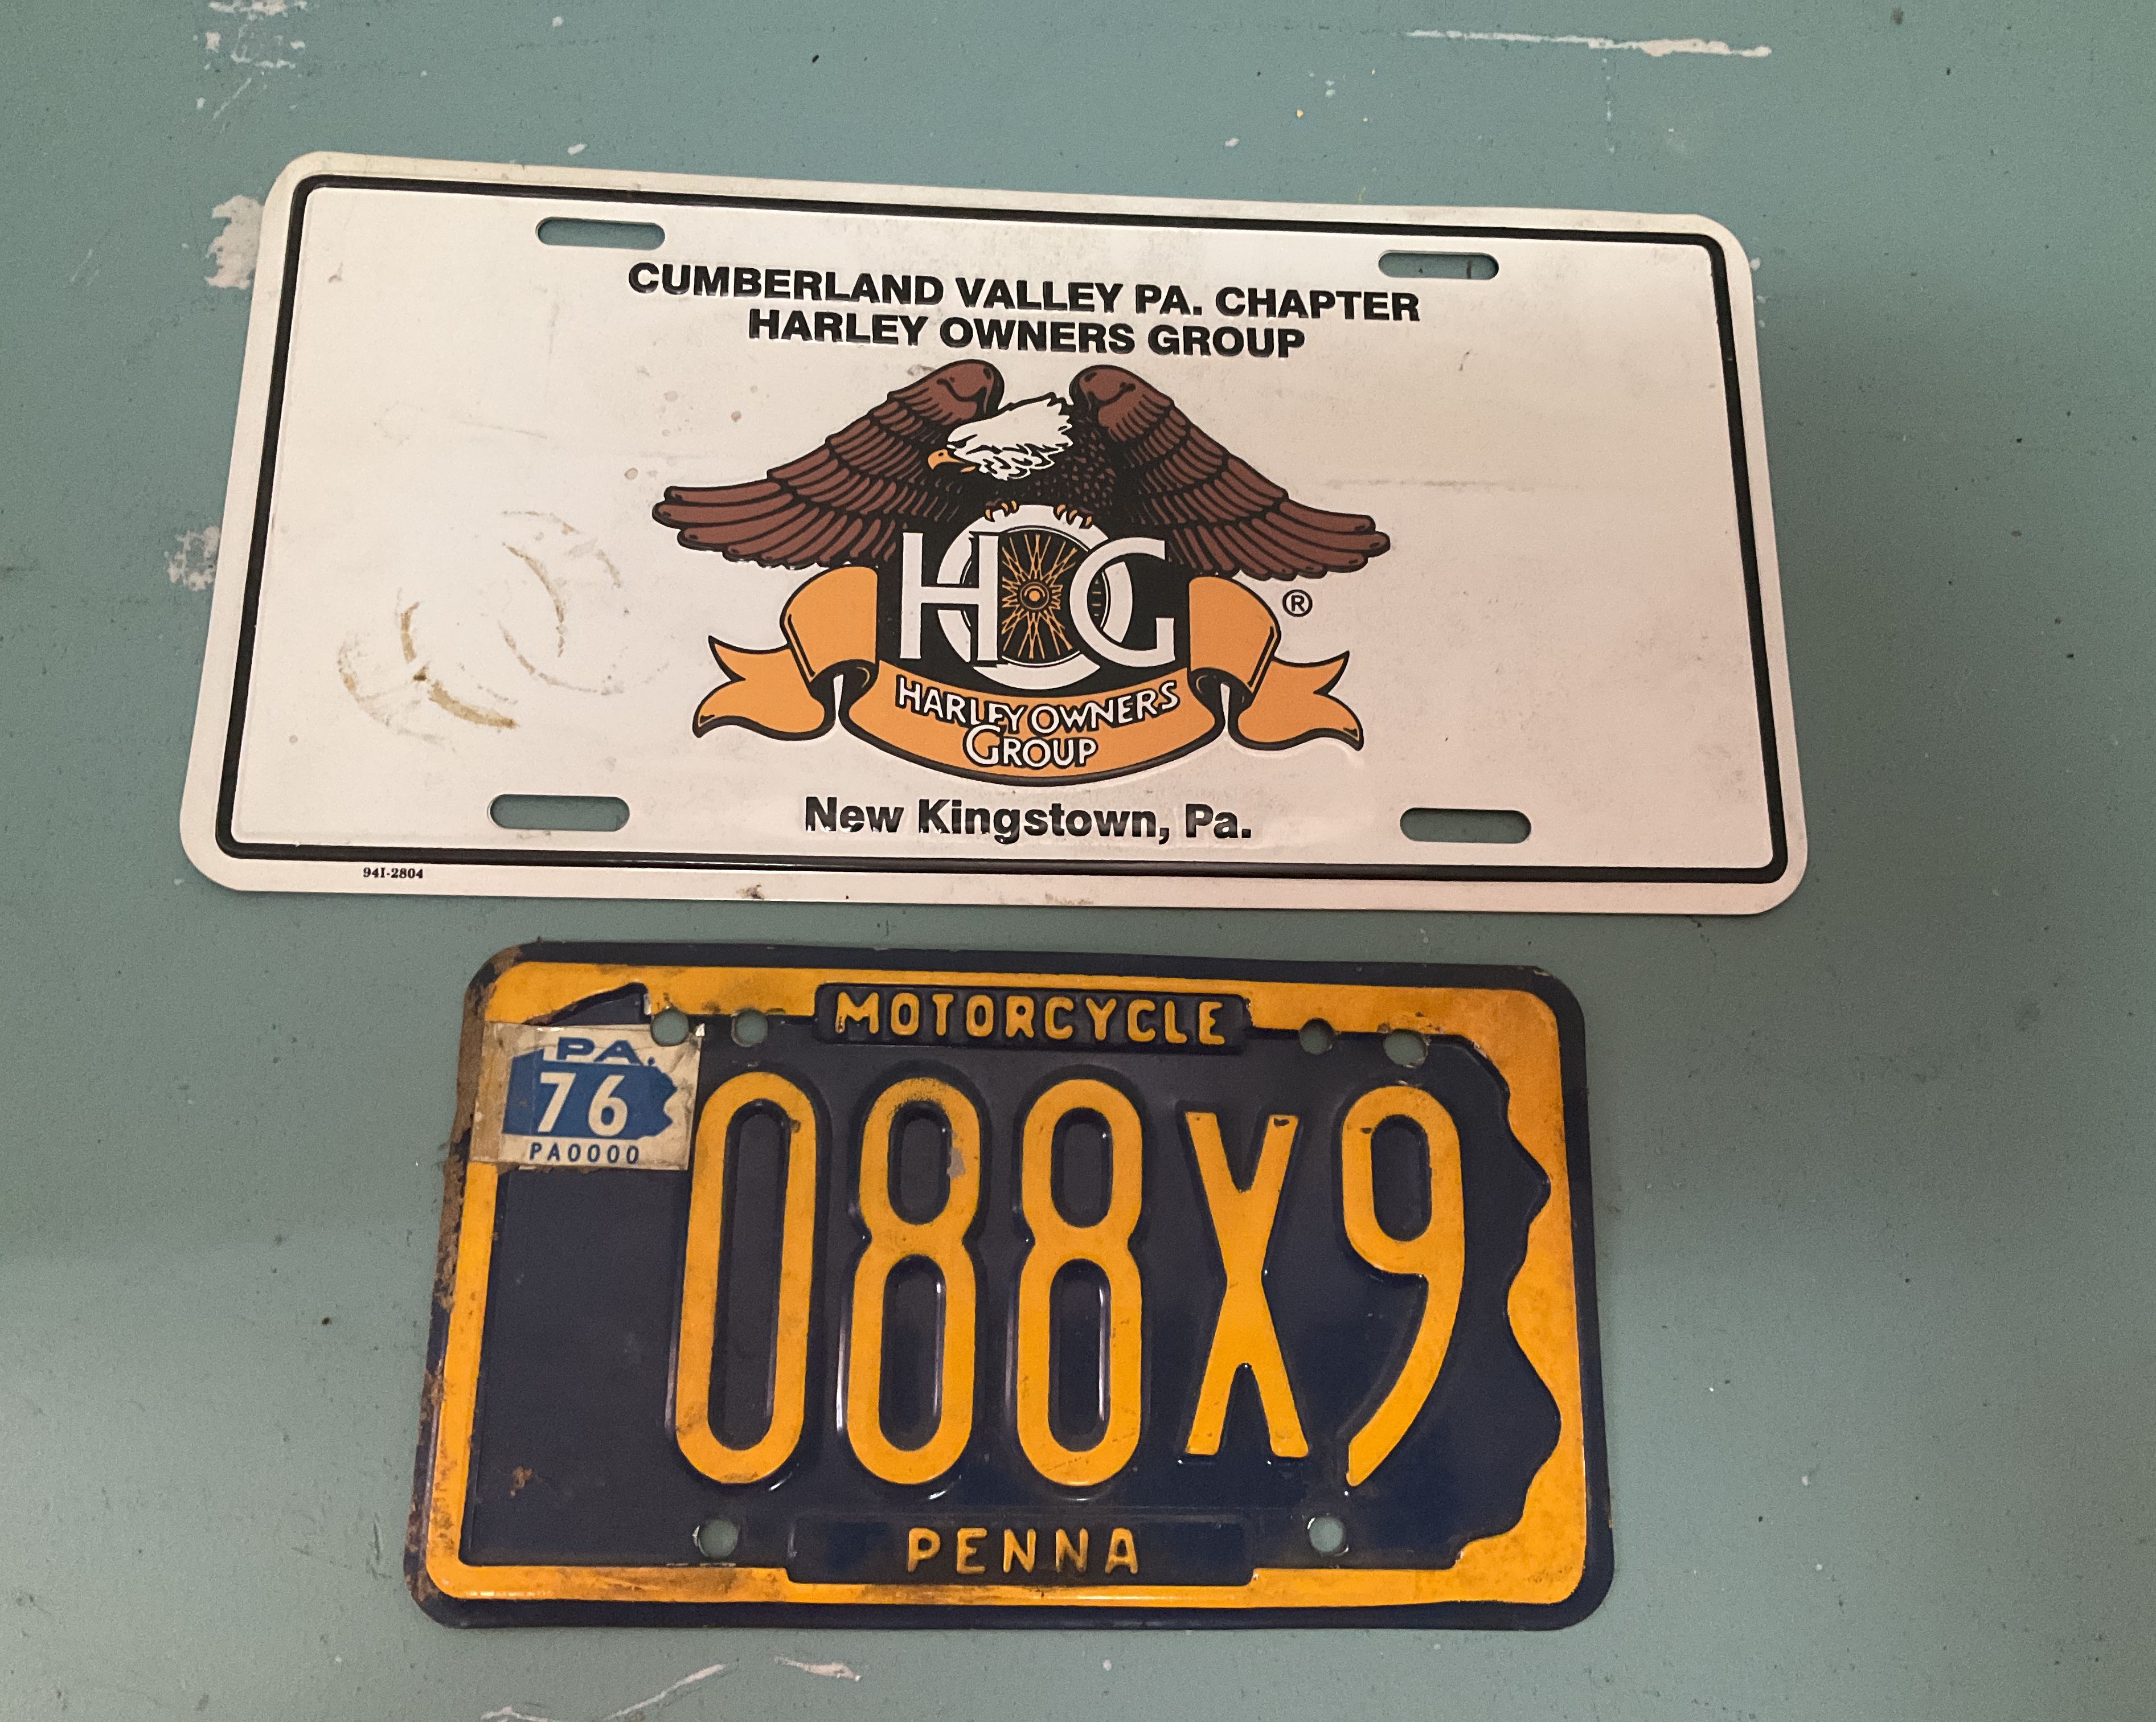 CUMBERLAND VALLEY PA. CHAPTER
HARLEY OWNERS GROUP
HOG
®
HARLEY OWNERS
GROUP
New Kingstown, Pa.
94I-2804
MOTORCYCLE
PA.
76
PA0000
088X9
PENNA